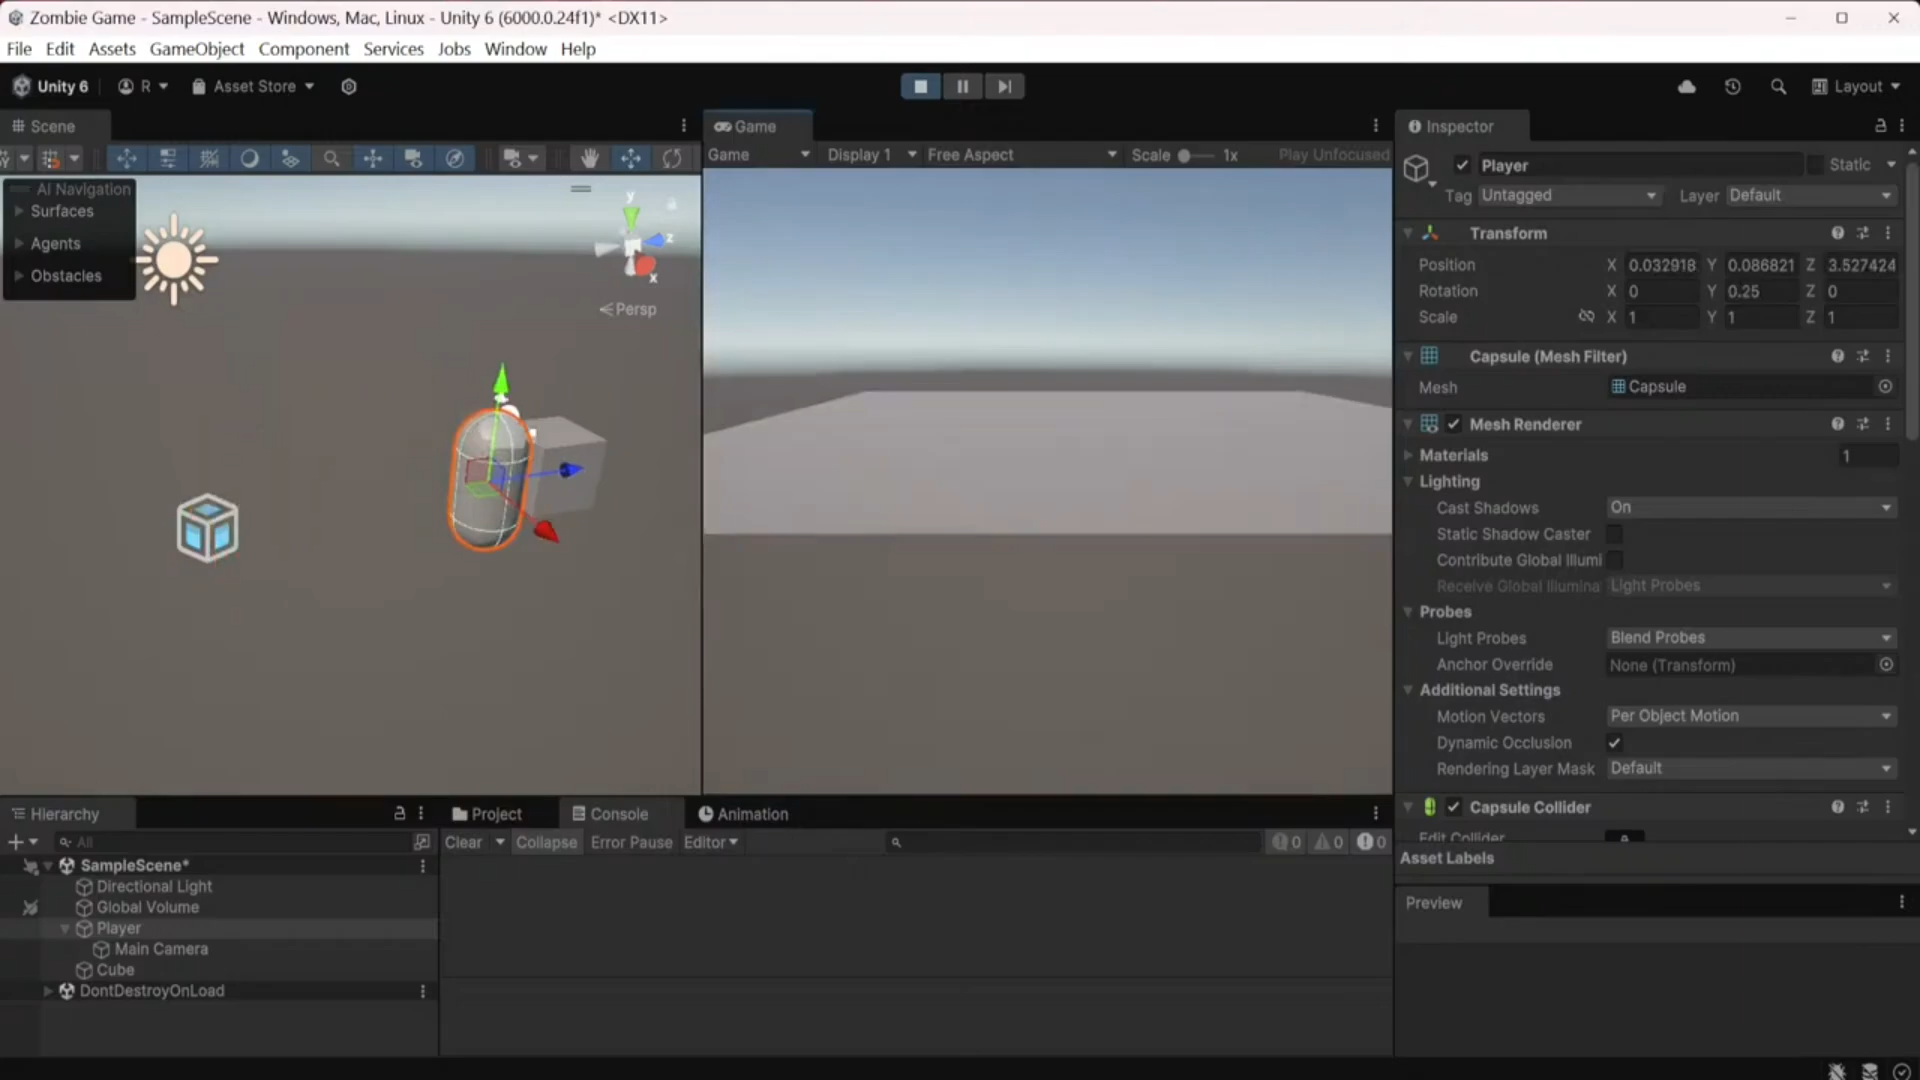 Zombie Game - SampleScene - Windows, Mac, Linux - Unity 6 (6000.0.24f1)* <DX11>
File Edit Assets GameObject Component Services Jobs Window Help
Unity 6 R Asset Store Layout
Scene
AI Navigation
Surfaces
Agents
Obstacles
y
z
x
Persp
Game
Game Display 1 Free Aspect Scale 1x Play Unfocused
Inspector
Player Static
Tag Untagged Layer Default
Transform
Position X 0.032918 Y 0.086821 Z 3.527424
Rotation X 0 Y 0.25 Z 0
Scale X 1 Y 1 Z 1
Capsule (Mesh Filter)
Mesh Capsule
Mesh Renderer
Materials 1
Lighting
Cast Shadows On
Static Shadow Caster
Contribute Global Illumi
Receive Global Illumina Light Probes
Probes
Light Probes Blend Probes
Anchor Override None (Transform)
Additional Settings
Motion Vectors Per Object Motion
Dynamic Occlusion
Rendering Layer Mask Default
Capsule Collider
Edit Collider
Asset Labels
Preview
Hierarchy
All
SampleScene*
Directional Light
Global Volume
Player
Main Camera
Cube
DontDestroyOnLoad
Project Console Animation
Clear Collapse Error Pause Editor 0 0 0